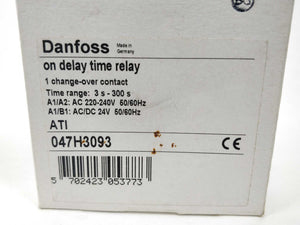 Danfoss
Made in
Germany
on delay time relay
1 change-over contact
Time range: 3 s - 300 s
A1/A2: AC 220-240V 50/60Hz
A1/B1: AC/DC 24V 50/60Hz
ATI
047H3093
CE
5 702423 053773